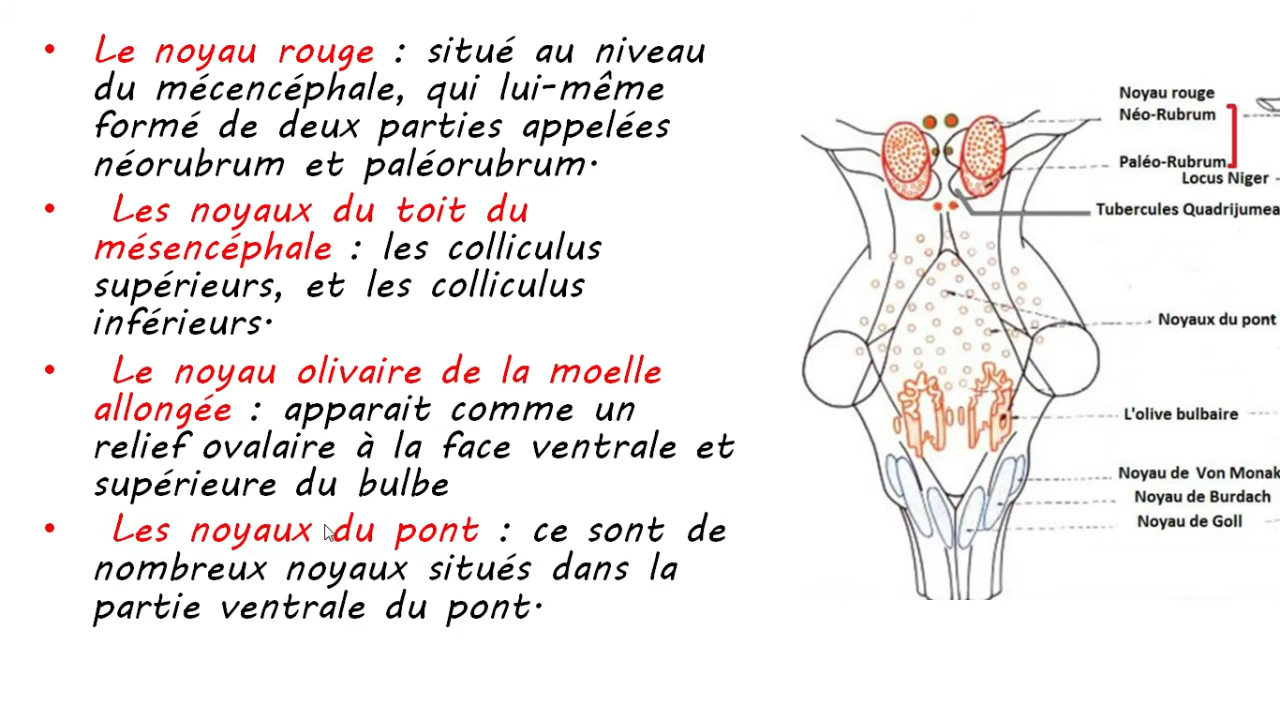 • Le noyau rouge : situé au niveau
du mécencéphale, qui lui-même
formé de deux parties appelées
néorubrum et paléorubrum.
• Les noyaux du toit du
mésencéphale : les colliculus
supérieurs, et les colliculus
inférieurs.
• Le noyau olivaire de la moelle
allongée : apparait comme un
relief ovalaire à la face ventrale et
supérieure du bulbe
• Les noyaux du pont : ce sont de
nombreux noyaux situés dans la
partie ventrale du pont.
Noyau rouge
Néo-Rubrum
Paléo-Rubrum
Locus Niger
Tubercules Quadrijumea
Noyaux du pont
L'olive bulbaire
Noyau de Von Monak
Noyau de Burdach
Noyau de Goll